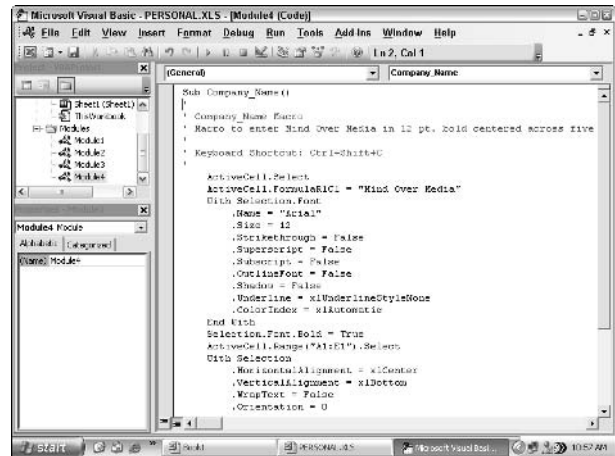 Microsoft Visual Basic - PERSONAL.XLS - [Module4 (Code)]
File Edit View Insert Format Debug Run Tools Add-Ins Window Help
Ln 2, Col 1
(General) Company_Name
Sheet1 (Sheet1)
ThisWorkbook
Modules
Module1
Module2
Module3
Module4
Module4 Module
Alphabetic Categorized
(Name) Module4
Sub Company_Name()
'
' Company_Name Macro
' Macro to enter Mind Over Media in 12 pt. bold centered across five
'
' Keyboard Shortcut: Ctrl+Shift+C
'
ActiveCell.Select
ActiveCell.FormulaR1C1 = "Mind Over Media"
With Selection.Font
.Name = "Arial"
.Size = 12
.Strikethrough = False
.Superscript = False
.Subscript = False
.OutlineFont = False
.Shadow = False
.Underline = xlUnderlineStyleNone
.ColorIndex = xlAutomatic
End With
Selection.Font.Bold = True
ActiveCell.Range("A1:E1").Select
With Selection
.HorizontalAlignment = xlCenter
.VerticalAlignment = xlBottom
.WrapText = False
.Orientation = 0
start Book1 PERSONAL.XLS Microsoft Visual Basi... 10:57 AM